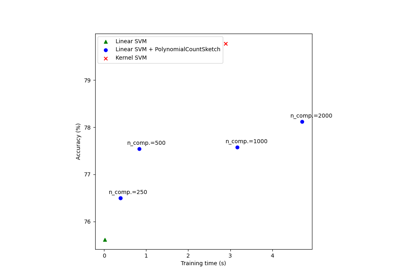 Linear SVM
Linear SVM + PolynomialCountSketch
Kernel SVM
79
n_comp.=2000
78
n_comp.=500
n_comp.=1000
77
n_comp.=250
76
Accuracy (%)
0 1 2 3 4
Training time (s)